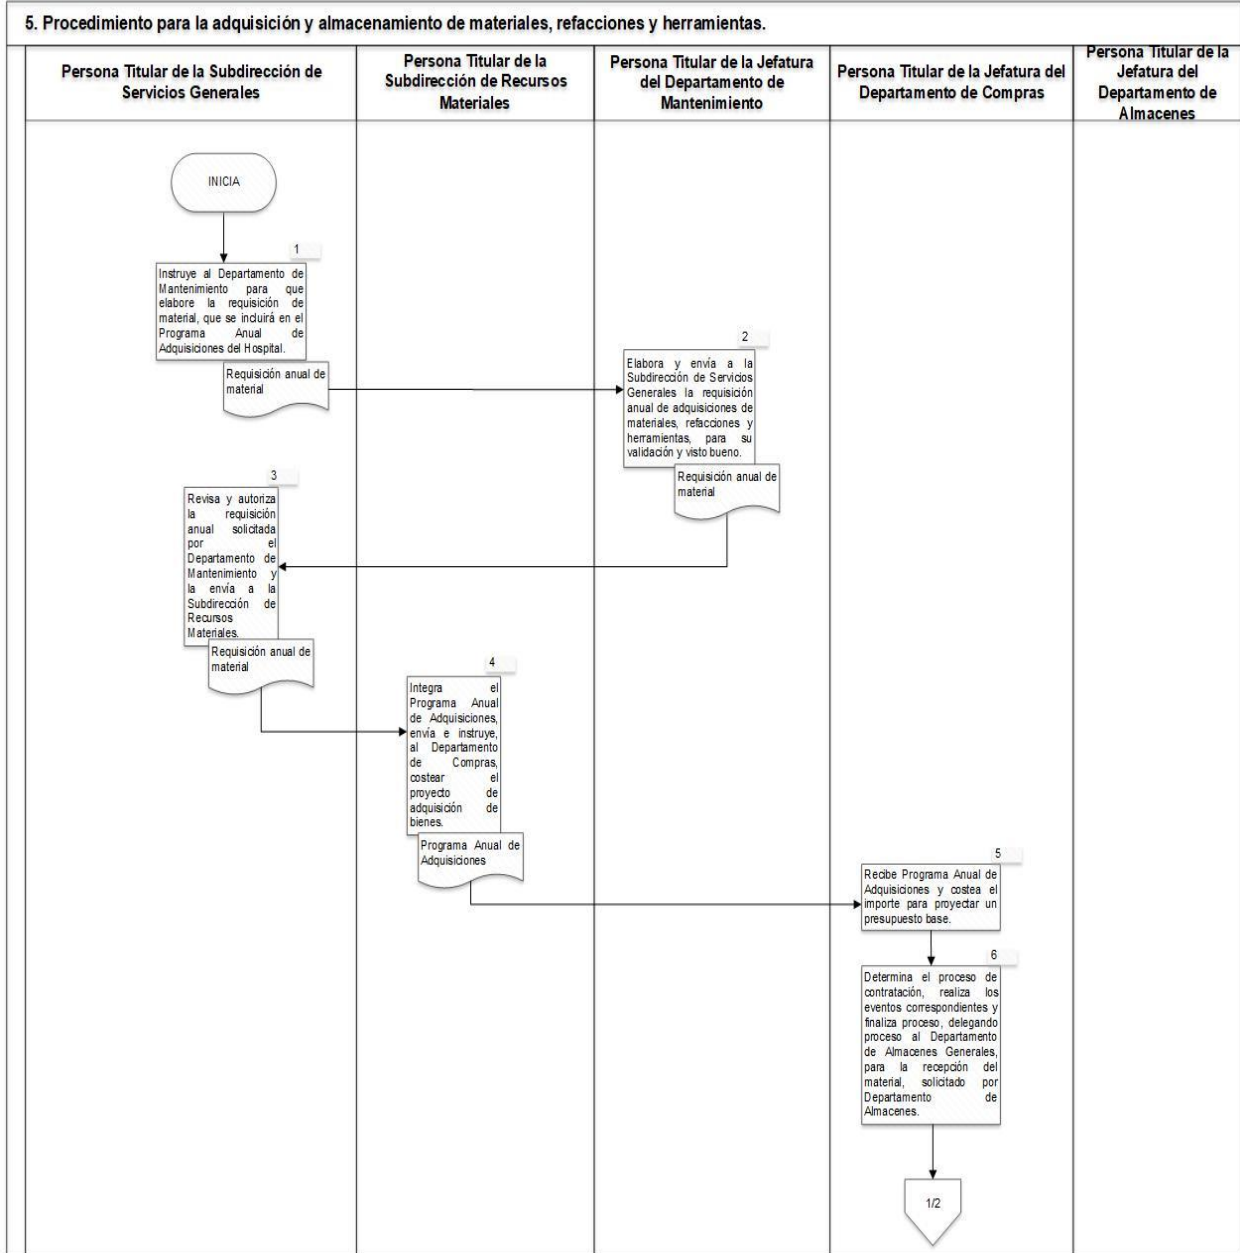 5. Procedimiento para la adquisición y almacenamiento de materiales, refacciones y herramientas.
Persona Titular de la Subdirección de
Servicios Generales
Persona Titular de la
Subdirección de Recursos
Materiales
Persona Titular de la Jefatura
del Departamento de
Mantenimiento
Persona Titular de la Jefatura del
Departamento de Compras
Persona Titular de la
Jefatura del
Departamento de
Almacenes
INICIA
1
Instruye al Departamento de
Mantenimiento para que
elabore la requisición de
material, que se incluirá en el
Programa Anual de
Adquisiciones del Hospital.
Requisición anual de
material
2
Elabora y envía a la
Subdirección de Servicios
Generales la requisición
anual de adquisiciones de
materiales, refacciones y
herramientas, para su
validación y visto bueno.
Requisición anual de
material
3
Revisa y autoriza
la requisición
anual solicitada
por el
Departamento de
Mantenimiento y
la envía a la
Subdirección de
Recursos
Materiales.
Requisición anual de
material
4
Integra el
Programa Anual
de Adquisiciones,
envía e instruye,
al Departamento
de Compras,
costear el
proyecto de
adquisición de
bienes.
Programa Anual de
Adquisiciones
5
Recibe Programa Anual de
Adquisiciones y costea el
importe para proyectar un
presupuesto base.
6
Determina el proceso de
contratación, realiza los
eventos correspondientes y
finaliza proceso, delegando
proceso al Departamento
de Almacenes Generales,
para la recepción del
material, solicitado por
Departamento de
Almacenes.
1/2